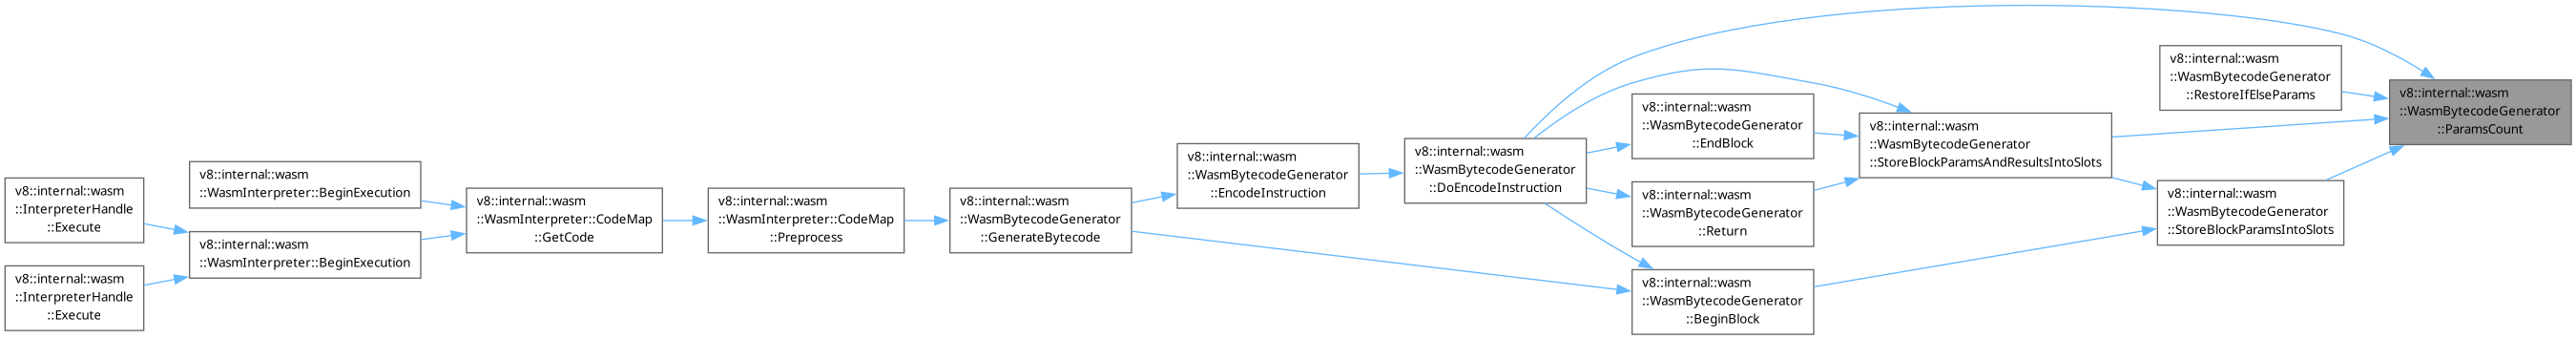 v8::internal::wasm
::InterpreterHandle
::Execute
v8::internal::wasm
::InterpreterHandle
::Execute
v8::internal::wasm
::WasmInterpreter::BeginExecution
v8::internal::wasm
::WasmInterpreter::BeginExecution
v8::internal::wasm
::WasmInterpreter::CodeMap
::GetCode
v8::internal::wasm
::WasmInterpreter::CodeMap
::Preprocess
v8::internal::wasm
::WasmBytecodeGenerator
::GenerateBytecode
v8::internal::wasm
::WasmBytecodeGenerator
::EncodeInstruction
v8::internal::wasm
::WasmBytecodeGenerator
::DoEncodeInstruction
v8::internal::wasm
::WasmBytecodeGenerator
::EndBlock
v8::internal::wasm
::WasmBytecodeGenerator
::Return
v8::internal::wasm
::WasmBytecodeGenerator
::BeginBlock
v8::internal::wasm
::WasmBytecodeGenerator
::StoreBlockParamsAndResultsIntoSlots
v8::internal::wasm
::WasmBytecodeGenerator
::RestoreIfElseParams
v8::internal::wasm
::WasmBytecodeGenerator
::StoreBlockParamsIntoSlots
v8::internal::wasm
::WasmBytecodeGenerator
::ParamsCount